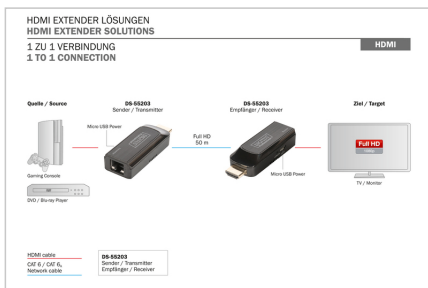 HDMI EXTENDER LÖSUNGEN
HDMI EXTENDER SOLUTIONS
1 ZU 1 VERBINDUNG
1 TO 1 CONNECTION
HDMI
Quelle / Source
DS-55203
Sender / Transmitter
DS-55203
Empfänger / Receiver
Ziel / Target
Micro USB Power
Full HD
50 m
Full HD
Micro USB Power
Gaming Console
TV / Monitor
DVD / Blu-ray Player
HDMI cable
CAT 6 / CAT 6A
Network cable
DS-55203
Sender / Transmitter
Empfänger / Receiver